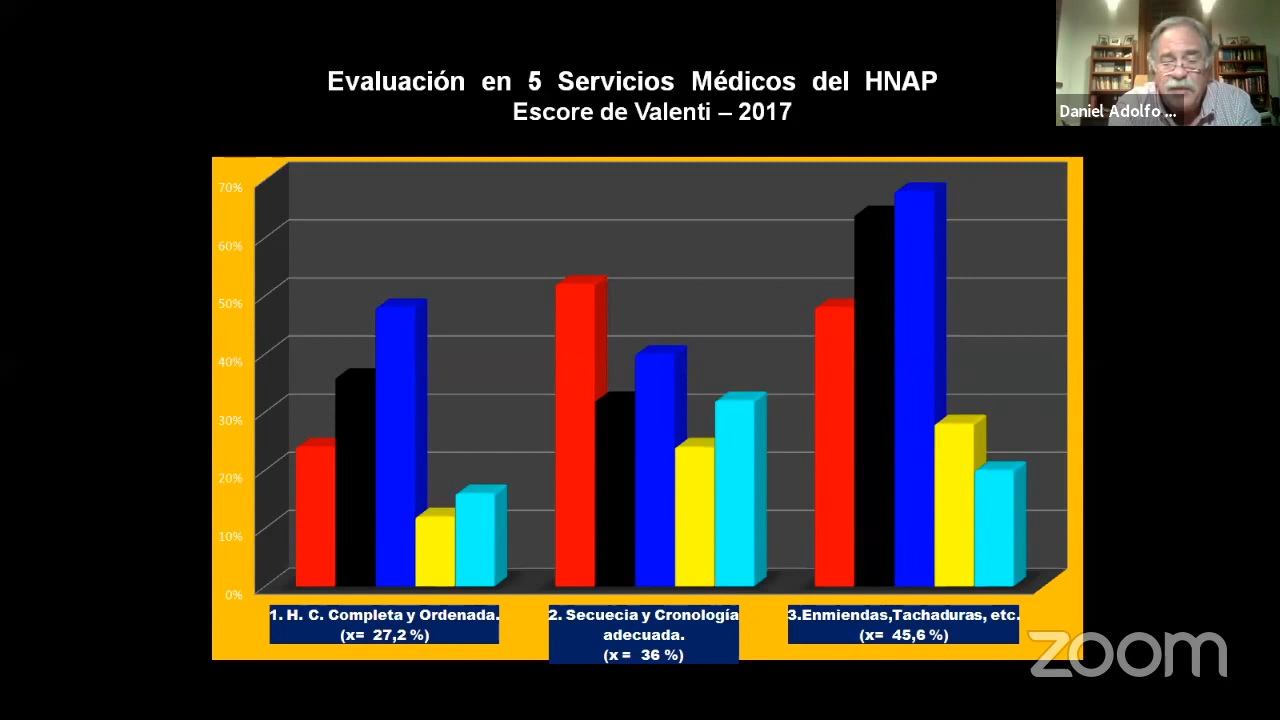 Evaluación en 5 Servicios Médicos del HNAP
Escore de Valenti – 2017
Daniel Adolfo ...
70%
60%
50%
40%
30%
20%
10%
0%
1. H. C. Completa y Ordenada.
(x= 27,2 %)
2. Secuecia y Cronología
adecuada.
(x = 36 %)
3.Enmiendas,Tachaduras, etc.
(x= 45,6 %)
zoom